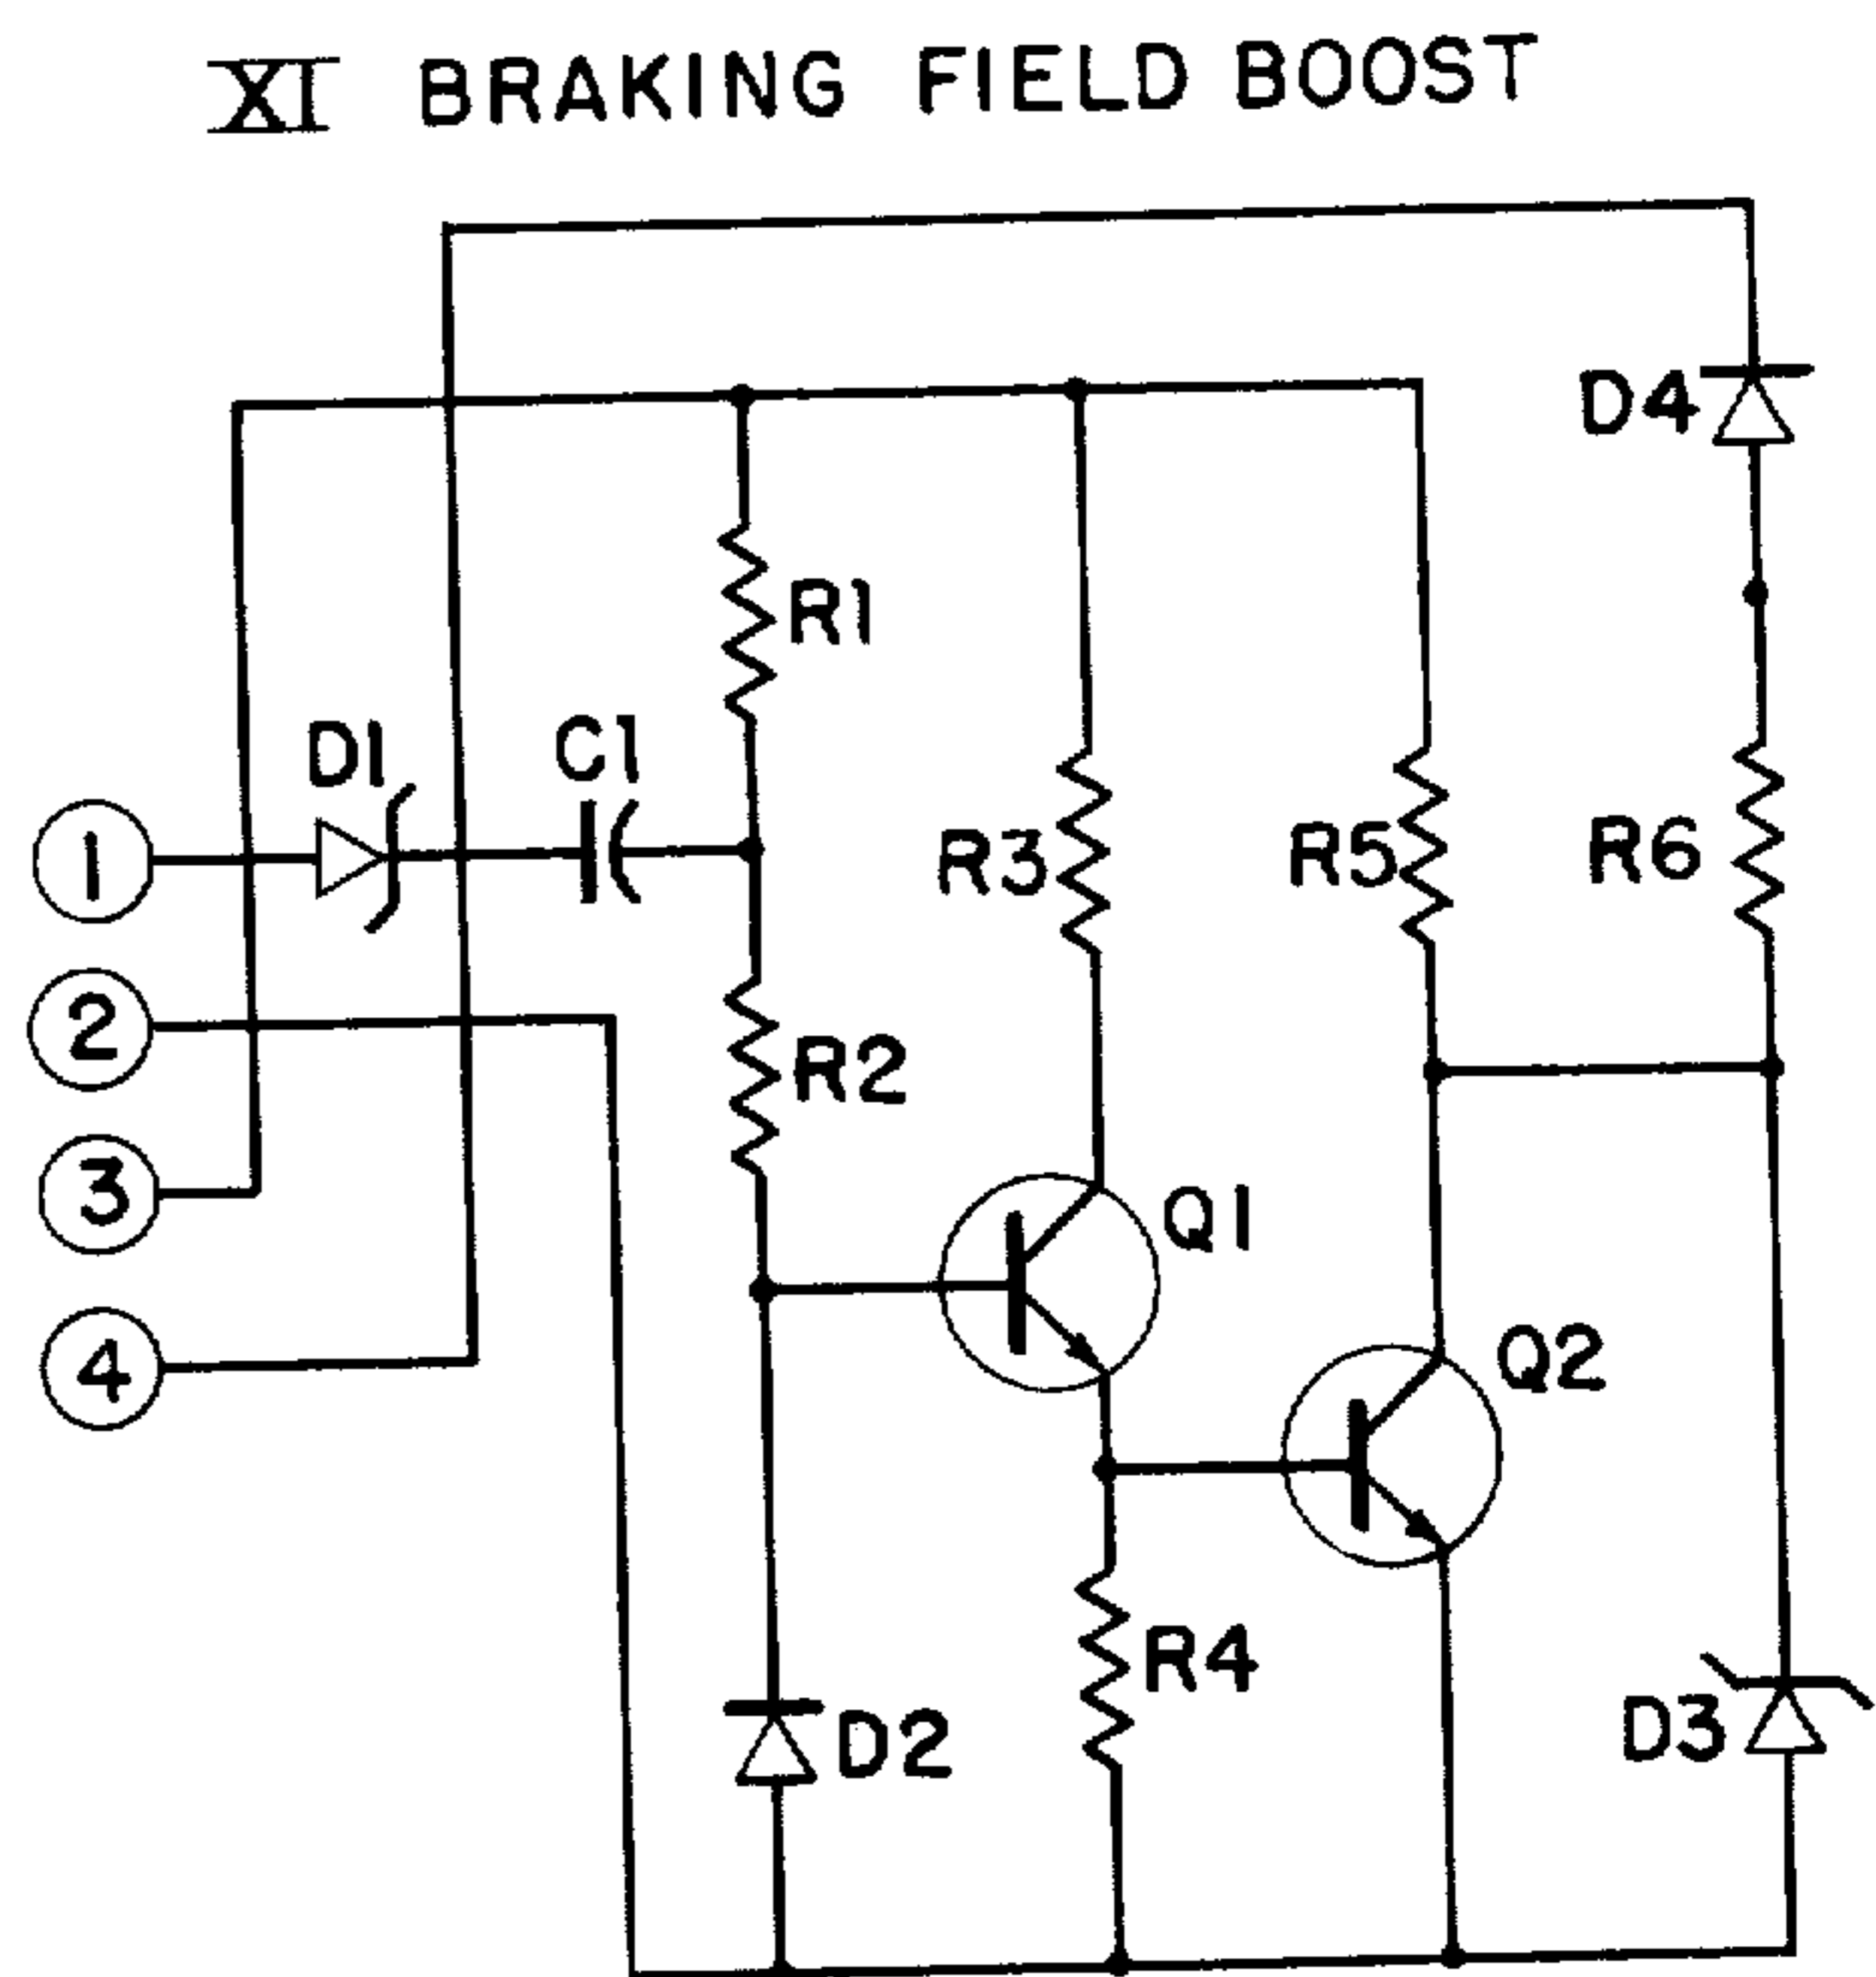 XI BRAKING FIELD BOOST
D4
R1
D1 C1
1 R3 R5 R6
2
R2
3
Q1
4 Q2
R4
D2 D3